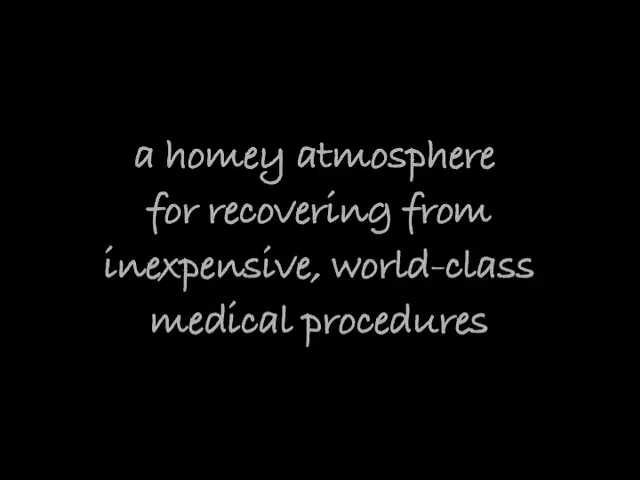 a homey atmosphere
for recovering from
inexpensive, world-class
medical procedures